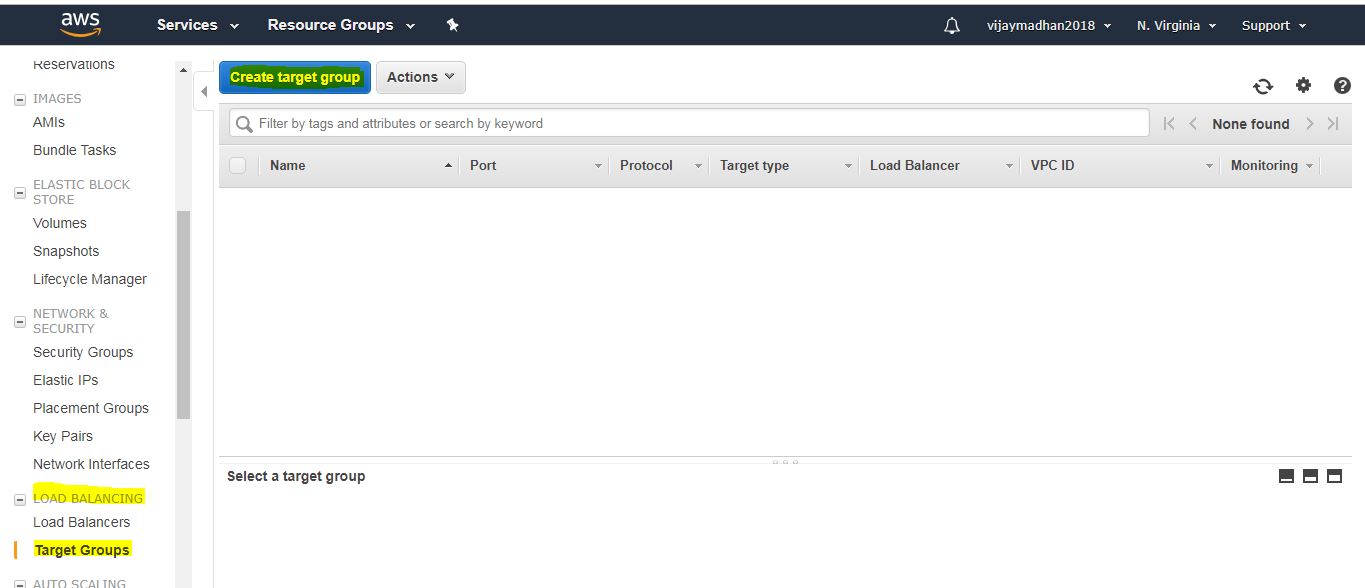 aws Services Resource Groups vijaymadhan2018 N. Virginia Support
Reservations
IMAGES
AMIs
Bundle Tasks
ELASTIC BLOCK
STORE
Volumes
Snapshots
Lifecycle Manager
NETWORK &
SECURITY
Security Groups
Elastic IPs
Placement Groups
Key Pairs
Network Interfaces
LOAD BALANCING
Load Balancers
Target Groups
AUTO SCALING
Create target group Actions
Filter by tags and attributes or search by keyword None found
Name Port Protocol Target type Load Balancer VPC ID Monitoring
Select a target group